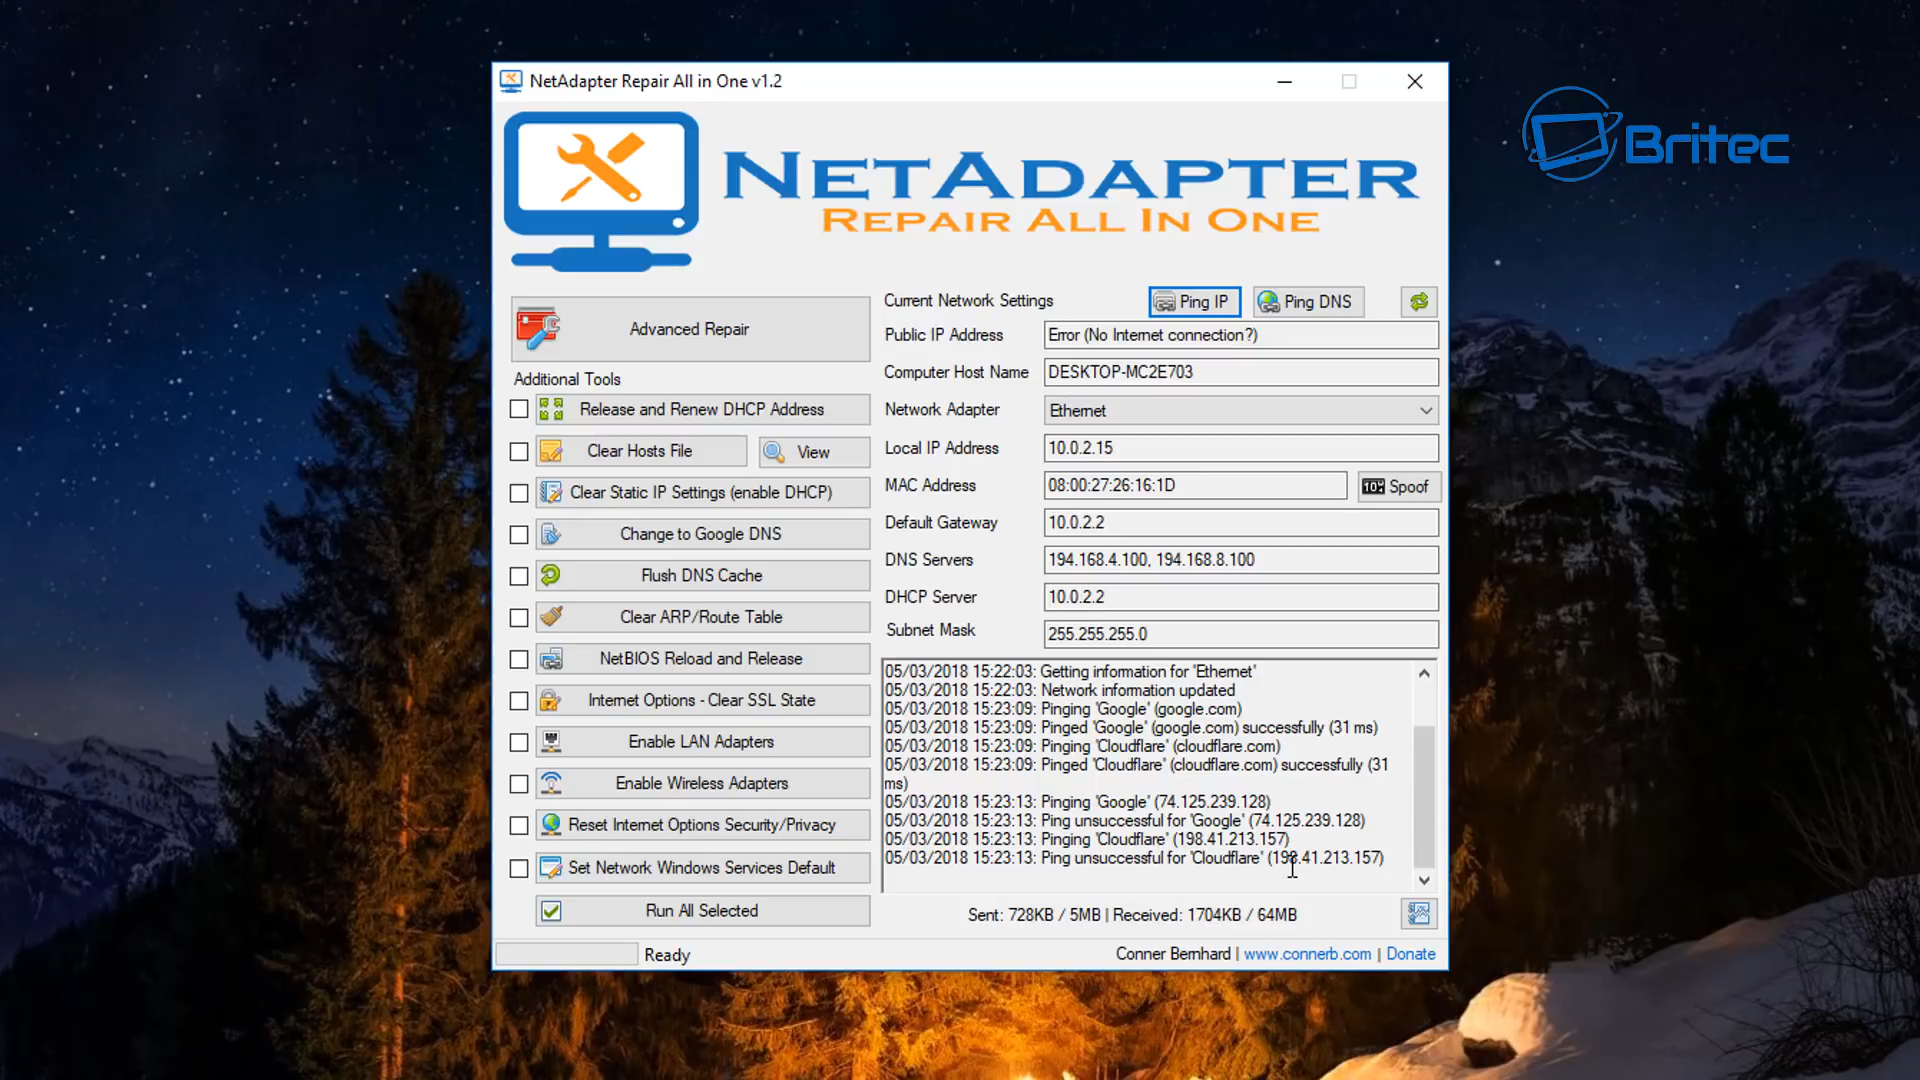 NetAdapter Repair All in One v1.2
Britec
NETADAPTER
REPAIR ALL IN ONE
Advanced Repair
Additional Tools
Release and Renew DHCP Address
Clear Hosts File
View
Clear Static IP Settings (enable DHCP)
Change to Google DNS
Flush DNS Cache
Clear ARP/Route Table
NetBIOS Reload and Release
Internet Options - Clear SSL State
Enable LAN Adapters
Enable Wireless Adapters
Reset Internet Options Security/Privacy
Set Network Windows Services Default
Run All Selected
Current Network Settings
Ping IP
Ping DNS
Public IP Address
Error (No Internet connection?)
Computer Host Name
DESKTOP-MC2E703
Network Adapter
Ethernet
Local IP Address
10.0.2.15
MAC Address
08:00:27:26:16:1D
Spoof
Default Gateway
10.0.2.2
DNS Servers
194.168.4.100, 194.168.8.100
DHCP Server
10.0.2.2
Subnet Mask
255.255.255.0
05/03/2018 15:22:03: Getting information for 'Ethernet'
05/03/2018 15:22:03: Network information updated
05/03/2018 15:23:09: Pinging 'Google' (google.com)
05/03/2018 15:23:09: Pinged 'Google' (google.com) successfully (31 ms)
05/03/2018 15:23:09: Pinging 'Cloudflare' (cloudflare.com)
05/03/2018 15:23:09: Pinged 'Cloudflare' (cloudflare.com) successfully (31
ms)
05/03/2018 15:23:13: Pinging 'Google' (74.125.239.128)
05/03/2018 15:23:13: Ping unsuccessful for 'Google' (74.125.239.128)
05/03/2018 15:23:13: Pinging 'Cloudflare' (198.41.213.157)
05/03/2018 15:23:13: Ping unsuccessful for 'Cloudflare' (198.41.213.157)
Sent: 728KB / 5MB | Received: 1704KB / 64MB
Ready
Conner Bernhard | www.connerb.com | Donate